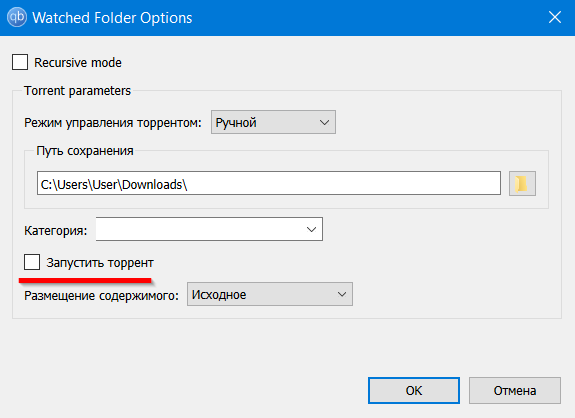 qb Watched Folder Options
Recursive mode
Torrent parameters
Режим управления торрентом: Ручной
Путь сохранения
C:\Users\User\Downloads\
Категория:
Запустить торрент
Размещение содержимого: Исходное
OK Отмена